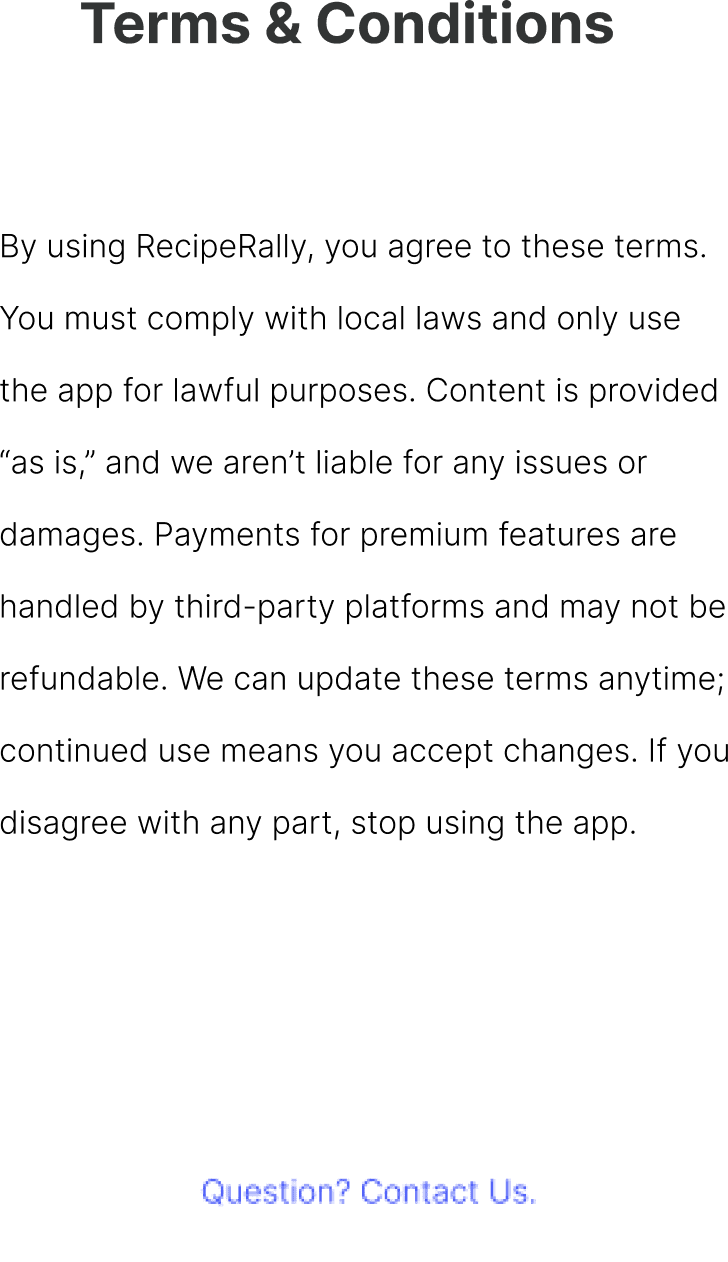 Terms & Conditions
By using RecipeRally, you agree to these terms.
You must comply with local laws and only use
the app for lawful purposes. Content is provided
“as is,” and we aren’t liable for any issues or
damages. Payments for premium features are
handled by third-party platforms and may not be
refundable. We can update these terms anytime;
continued use means you accept changes. If you
disagree with any part, stop using the app.
Question? Contact Us.